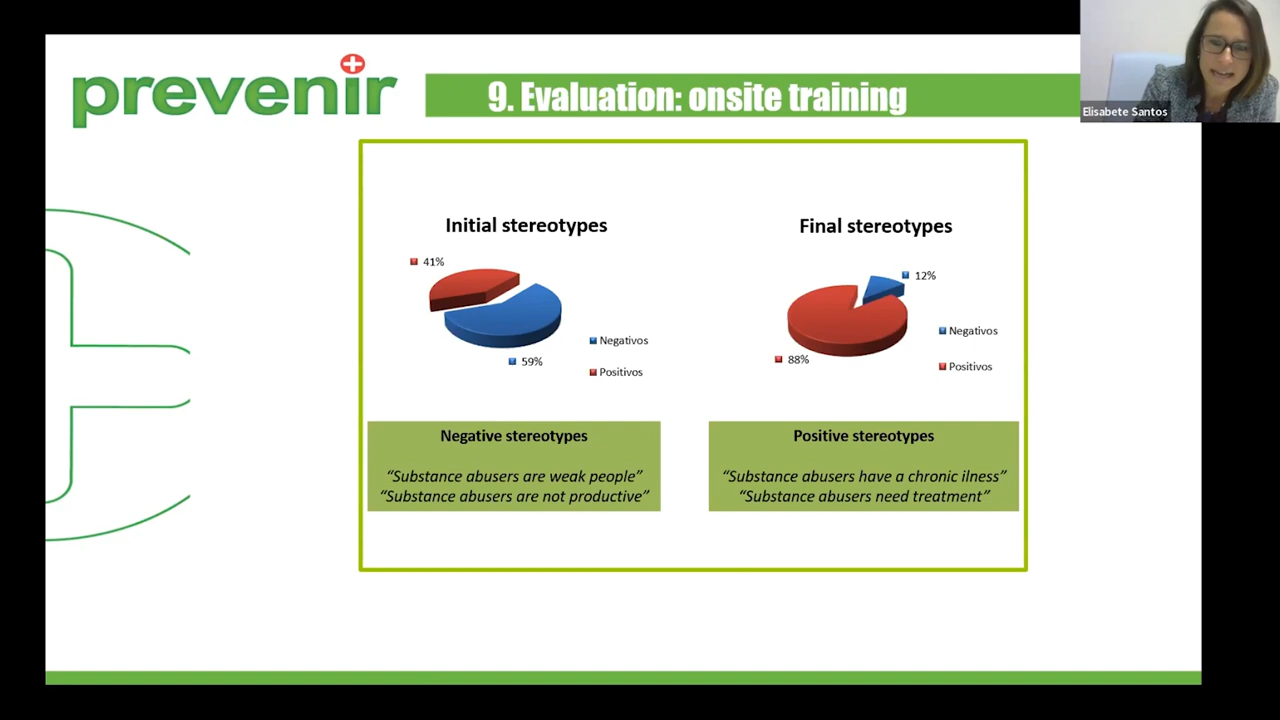 prevenir
9. Evaluation: onsite training
Elisabete Santos
Initial stereotypes
41%
59%
Negativos
Positivos
Final stereotypes
12%
88%
Negativos
Positivos
Negative stereotypes
“Substance abusers are weak people”
“Substance abusers are not productive”
Positive stereotypes
“Substance abusers have a chronic ilness”
“Substance abusers need treatment”